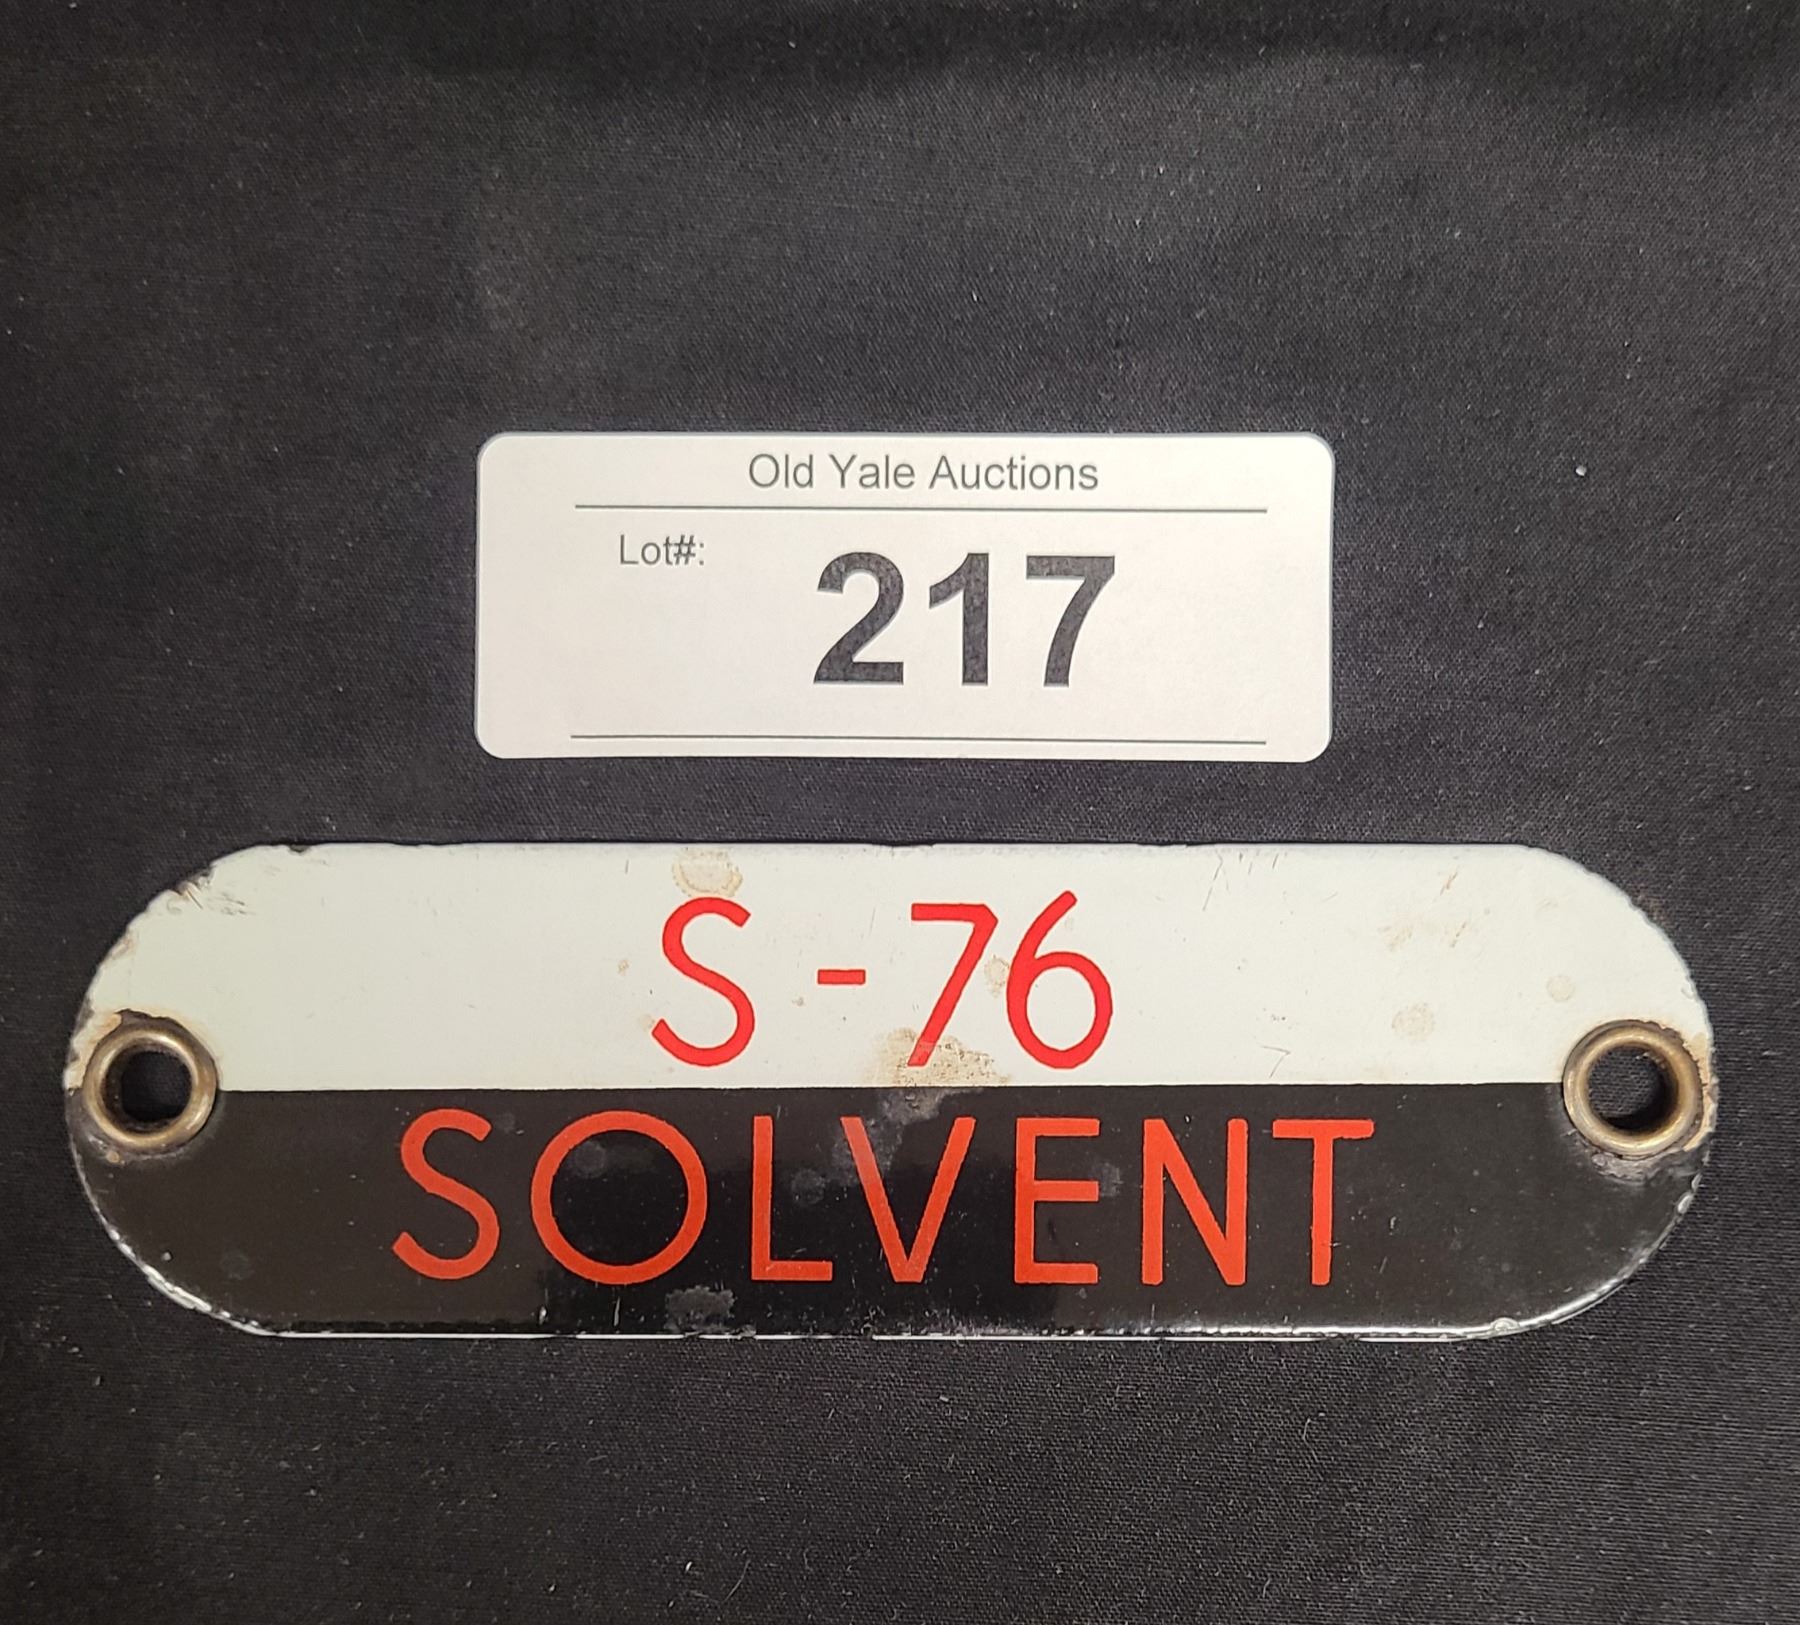 Old Yale Auctions
Lot#: 217
S-76
SOLVENT